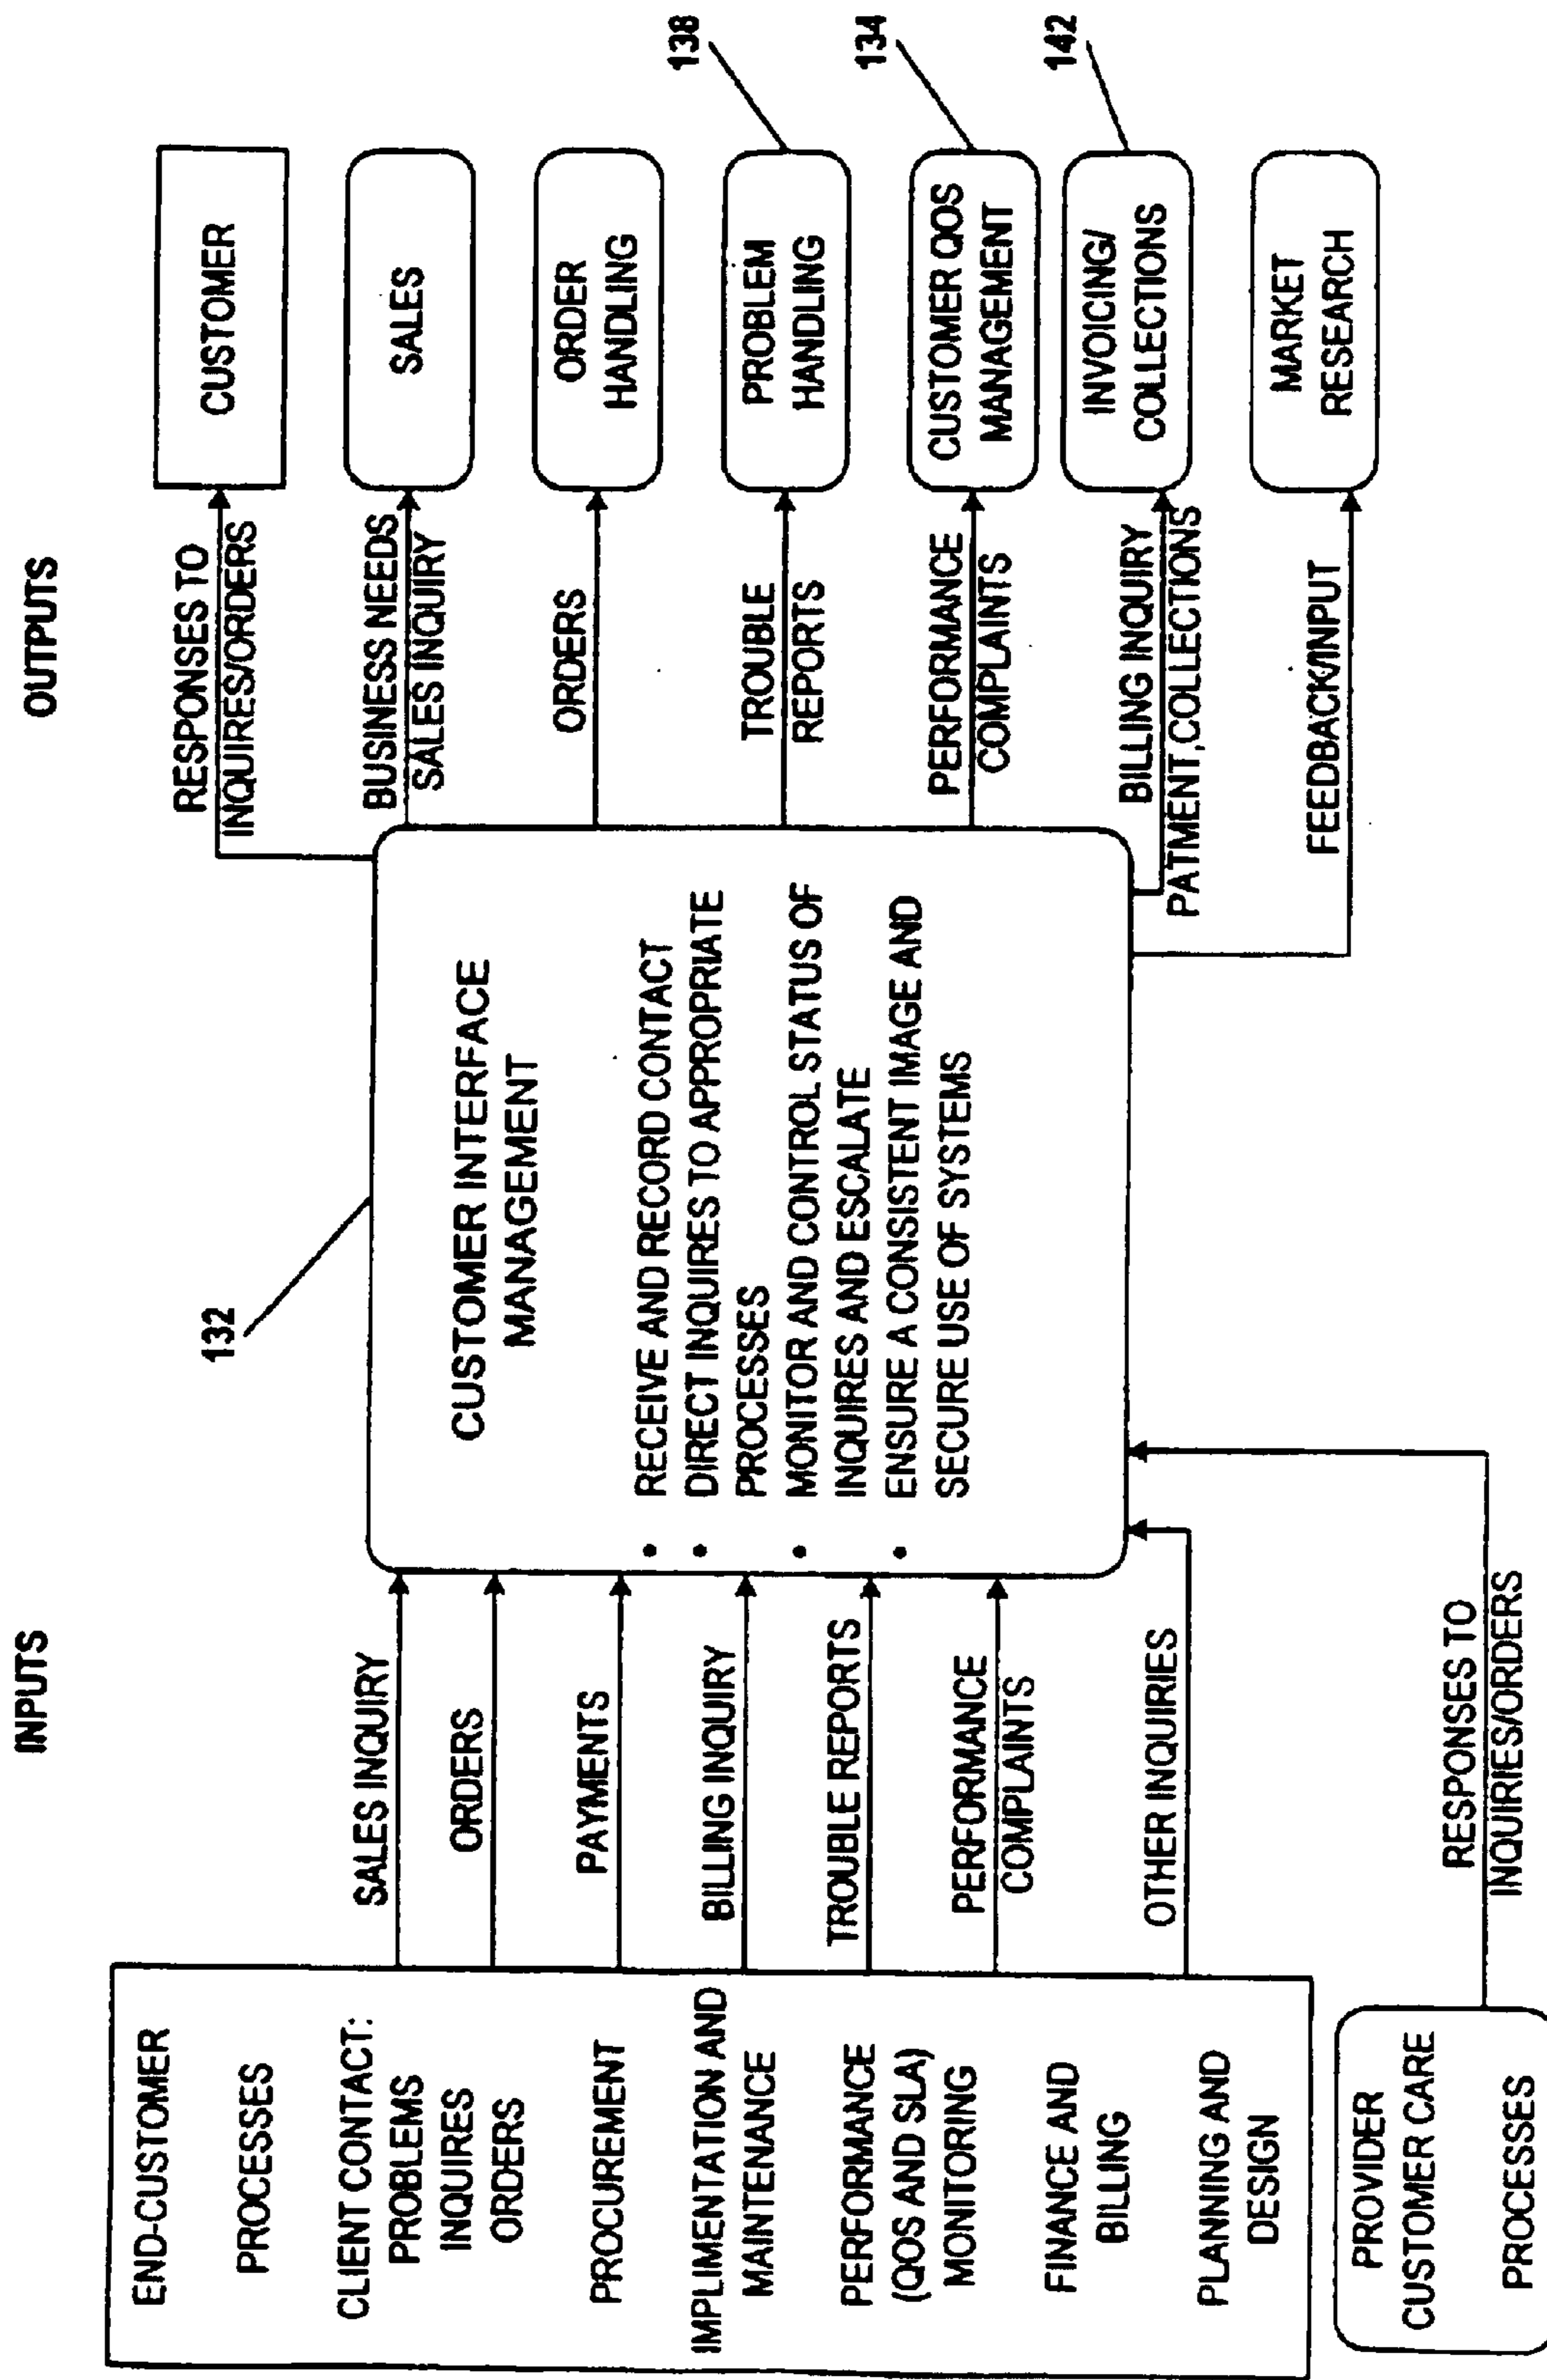 INPUTS
OUTPUTS
END-CUSTOMER
PROCESSES
CLIENT CONTACT:
PROBLEMS
INQUIRES
ORDERS
PROCUREMENT
IMPLIMENTATION AND
MAINTENANCE
PERFORMANCE
(QOS AND SLA)
MONITORING
FINANCE AND
BILLING
PLANNING AND
DESIGN
PROVIDER
CUSTOMER CARE
PROCESSES
SALES INQUIRY
ORDERS
PAYMENTS
BILLING INQUIRY
TROUBLE REPORTS
PERFORMANCE
COMPLAINTS
OTHER INQUIRIES
RESPONSES TO
INQUIRIES/ORDERS
132
CUSTOMER INTERFACE
MANAGEMENT
• RECEIVE AND RECORD CONTACT
• DIRECT INQUIRES TO APPROPRIATE
PROCESSES
• MONITOR AND CONTROL STATUS OF
INQUIRES AND ESCALATE
• ENSURE A CONSISTENT IMAGE AND
SECURE USE OF SYSTEMS
RESPONSES TO
INQUIRES/ORDERS
BUSINESS NEEDS
SALES INQUIRY
ORDERS
TROUBLE
REPORTS
PERFORMANCE
COMPLAINTS
BILLING INQUIRY
PATMENT,COLLECTIONS
FEEDBACK/INPUT
CUSTOMER
SALES
ORDER
HANDLING
PROBLEM
HANDLING
138
CUSTOMER QOS
MANAGEMENT
134
INVOICING/
COLLECTIONS
142
MARKET
RESEARCH